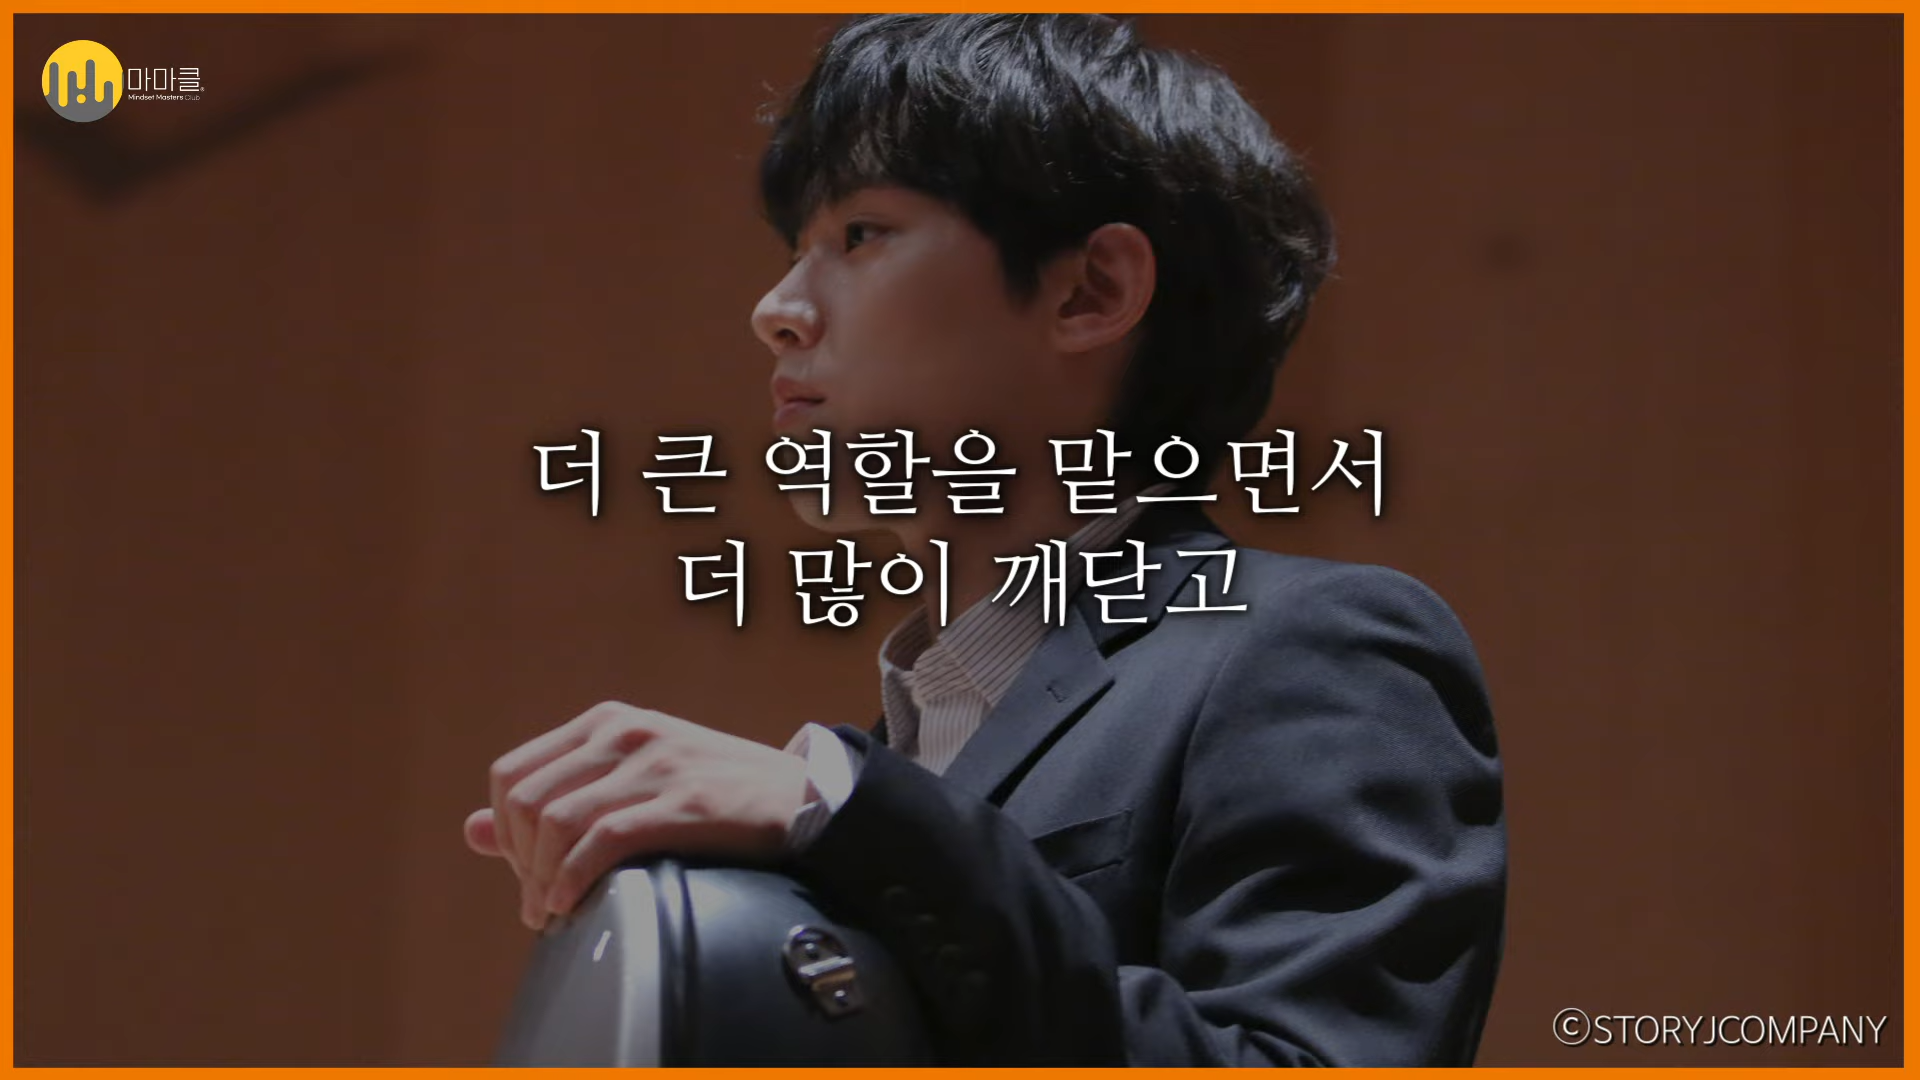 마마클®
Mindset Masters Club
더 큰 역할을 맡으면서
더 많이 깨닫고
ⓒSTORYJCOMPANY